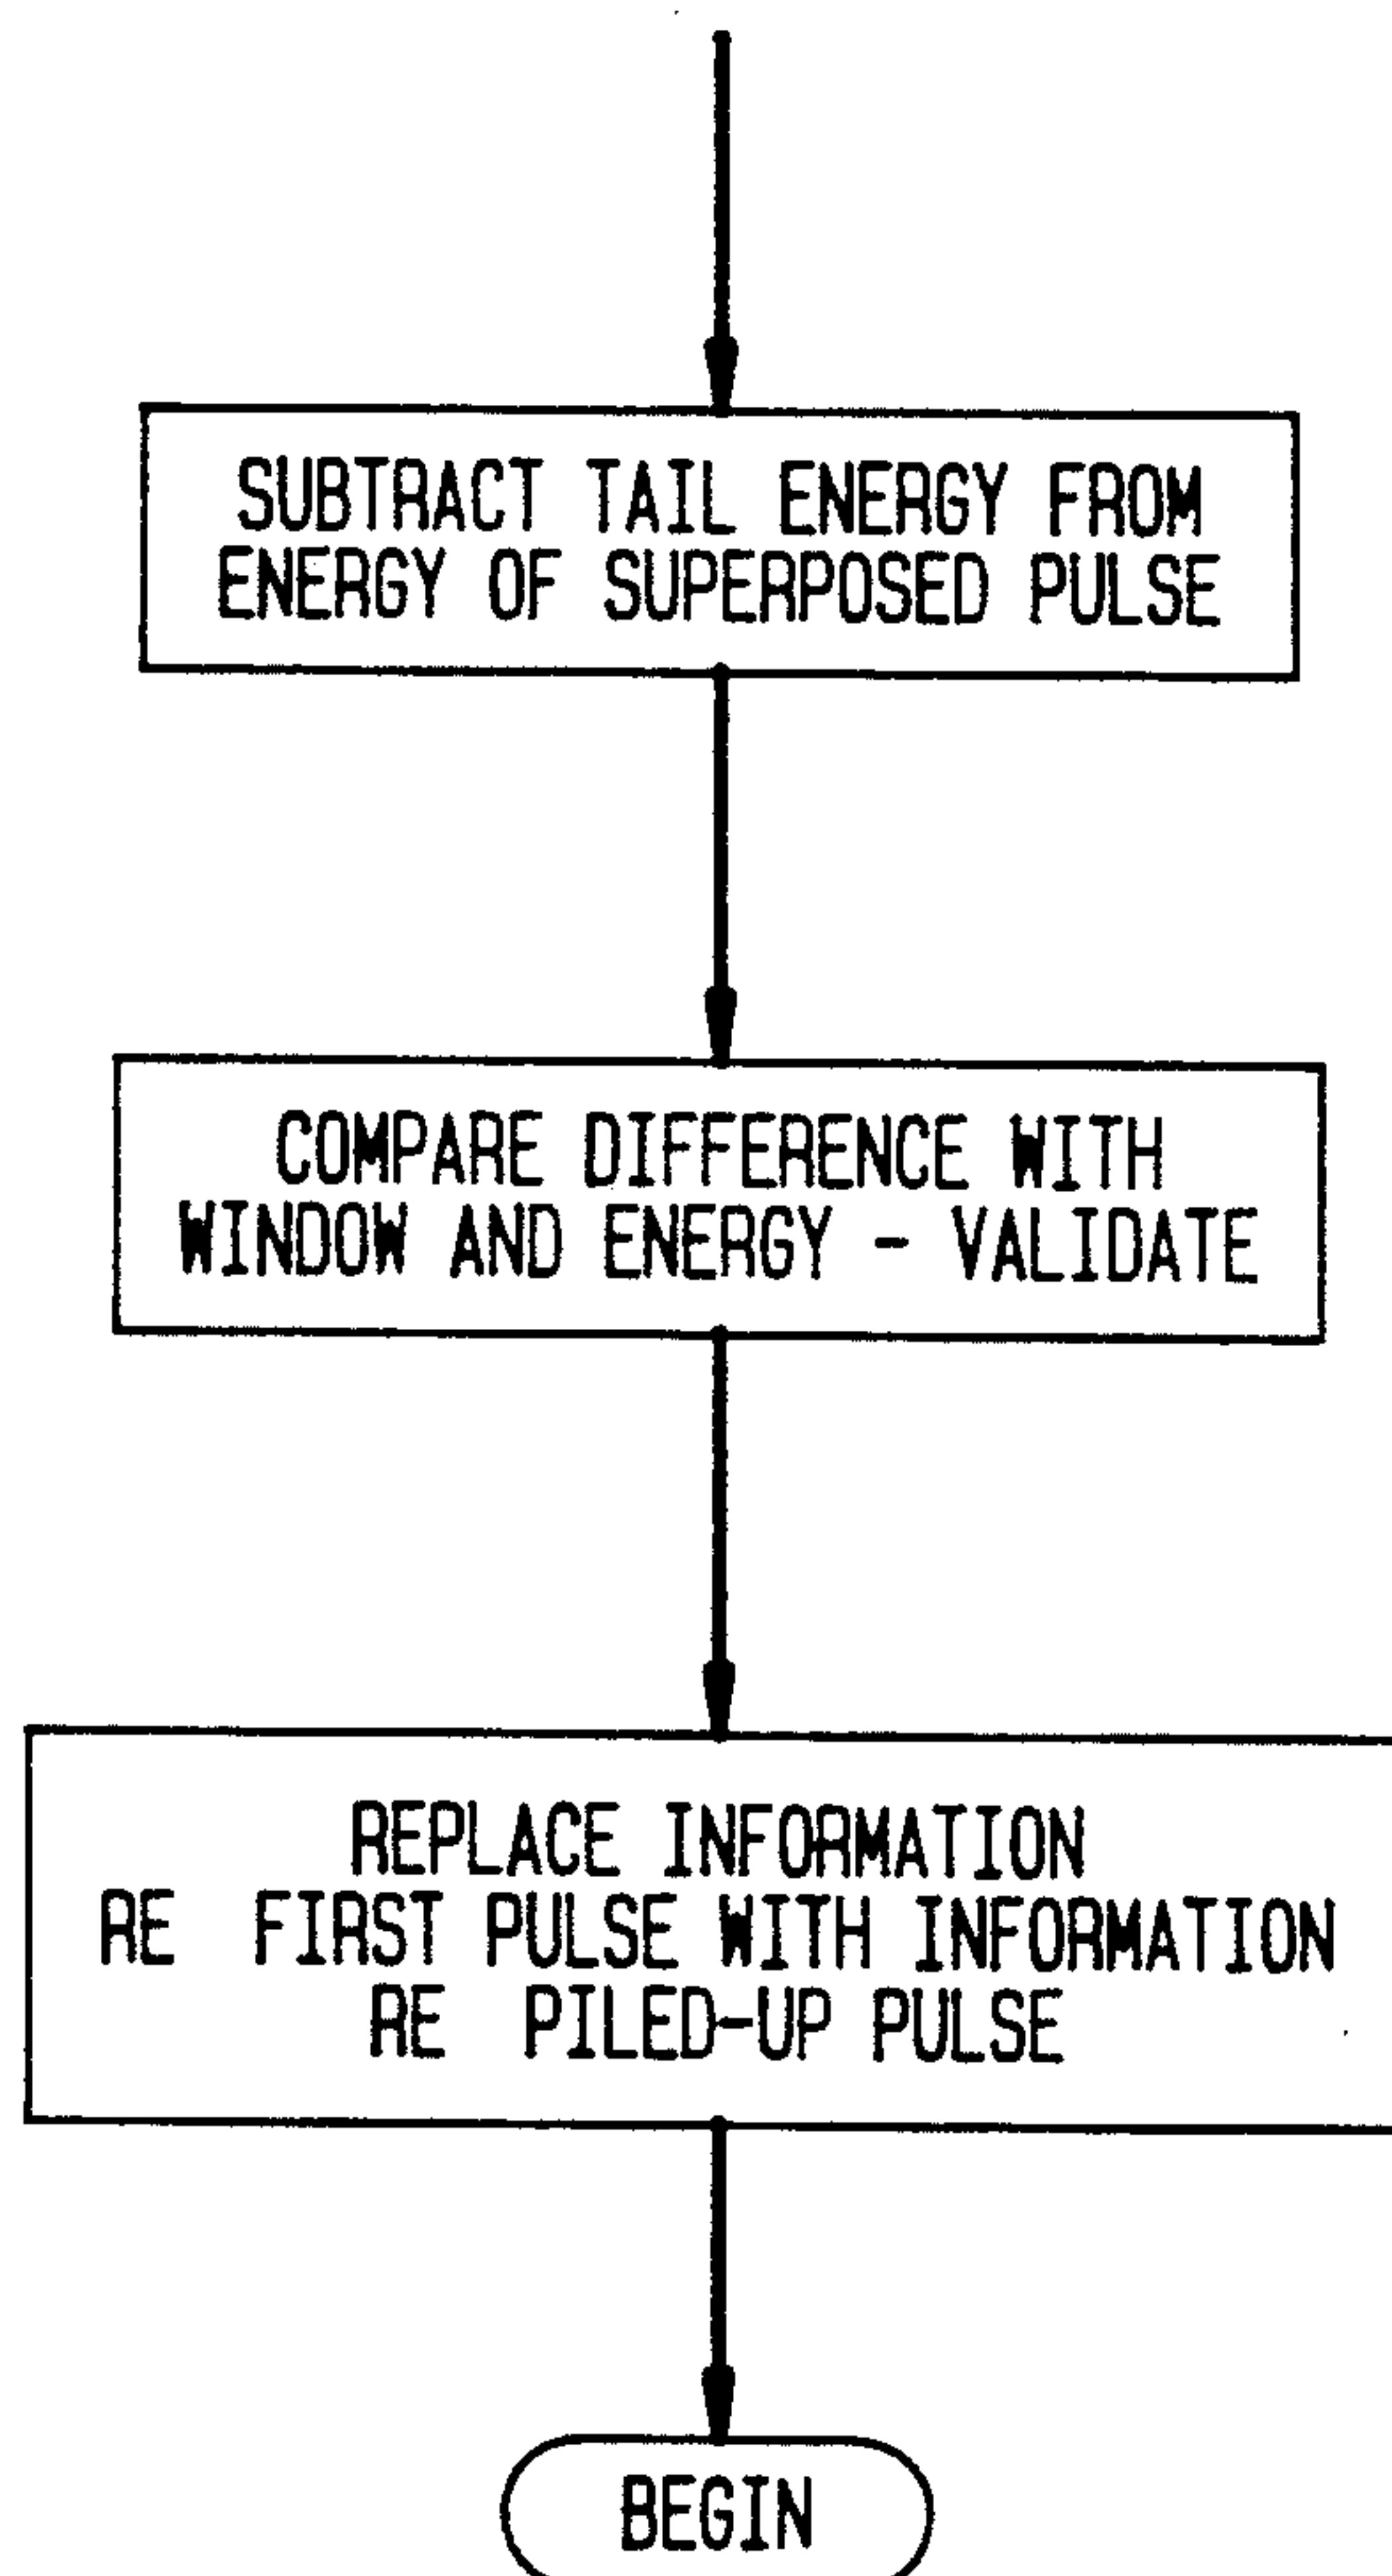 SUBTRACT TAIL ENERGY FROM
ENERGY OF SUPERPOSED PULSE
COMPARE DIFFERENCE WITH
WINDOW AND ENERGY - VALIDATE
REPLACE INFORMATION
RE FIRST PULSE WITH INFORMATION
RE PILED-UP PULSE
BEGIN